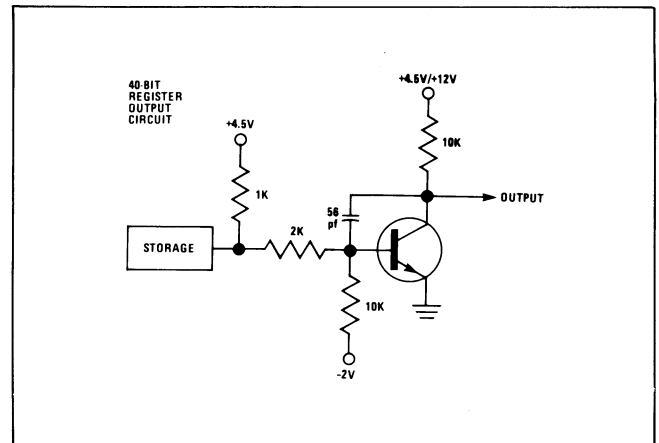 40-BIT
REGISTER
OUTPUT
CIRCUIT
+4.5V
+4.5V/+12V
10K
1K
OUTPUT
56
pf
STORAGE
2K
10K
-2V